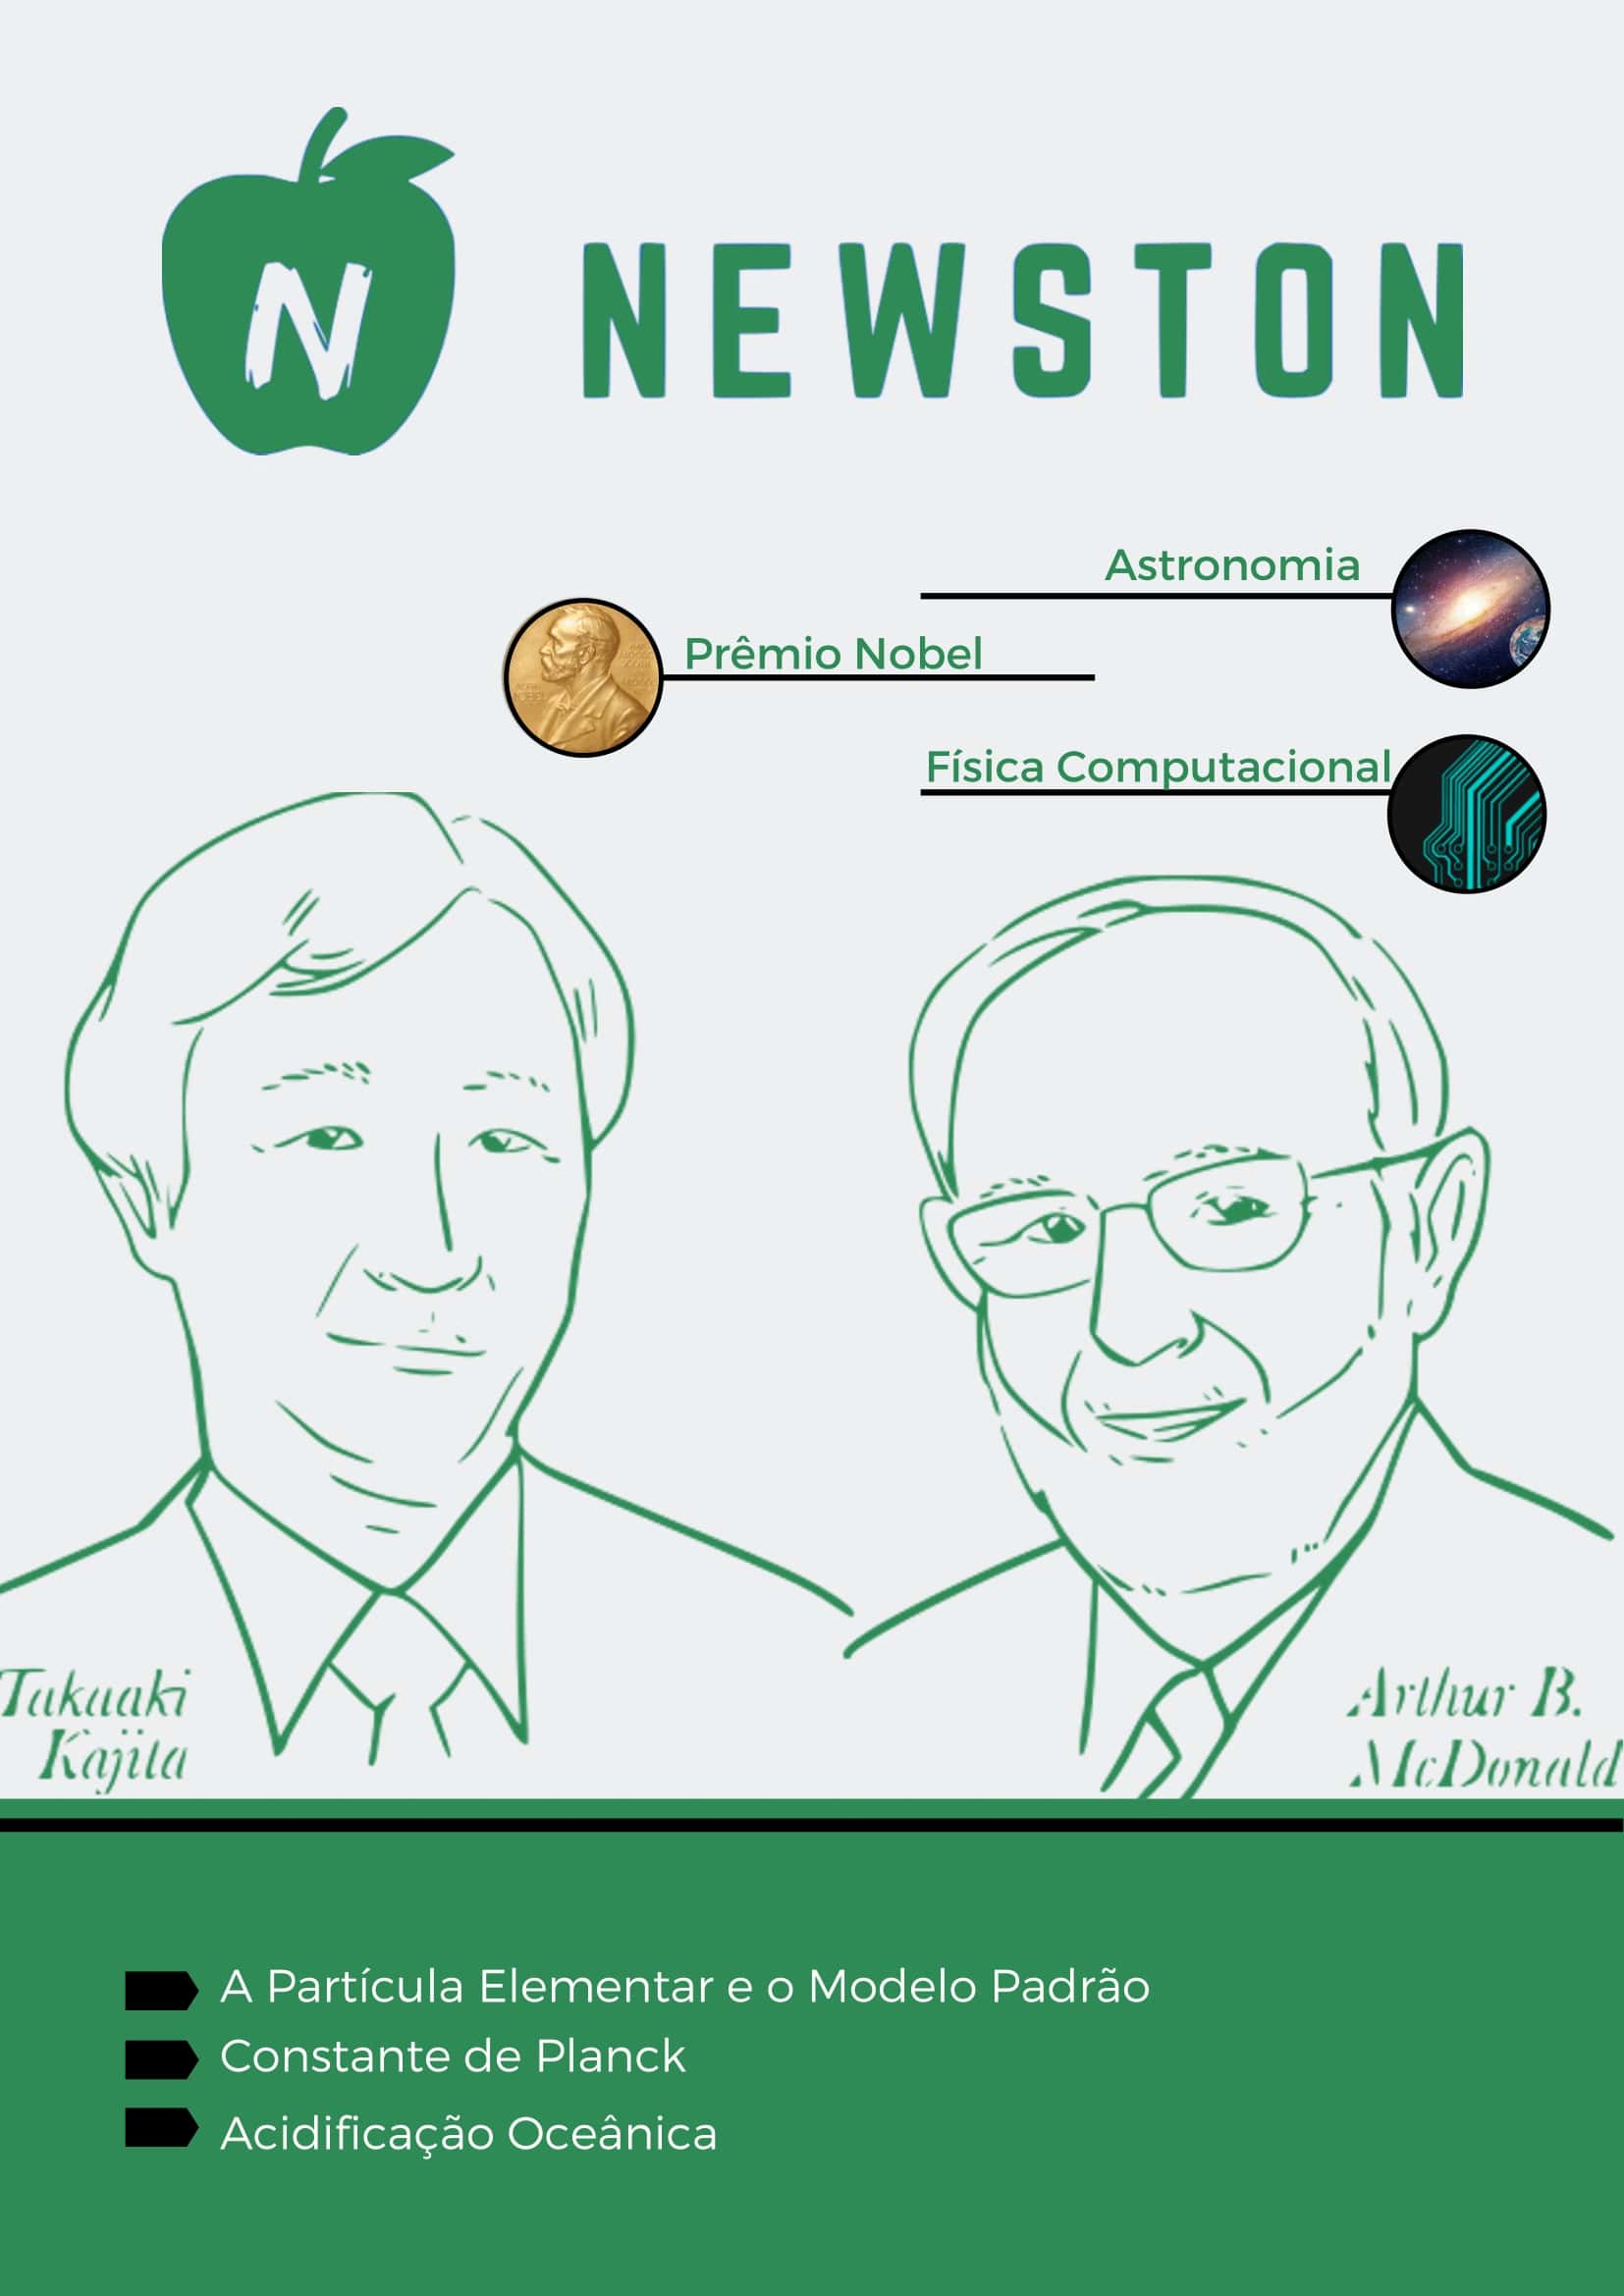 N
NEWSTON
Astronomia
Prêmio Nobel
Física Computacional
Takaaki
Kajita
Arthur B.
McDonald
A Partícula Elementar e o Modelo Padrão
Constante de Planck
Acidificação Oceânica